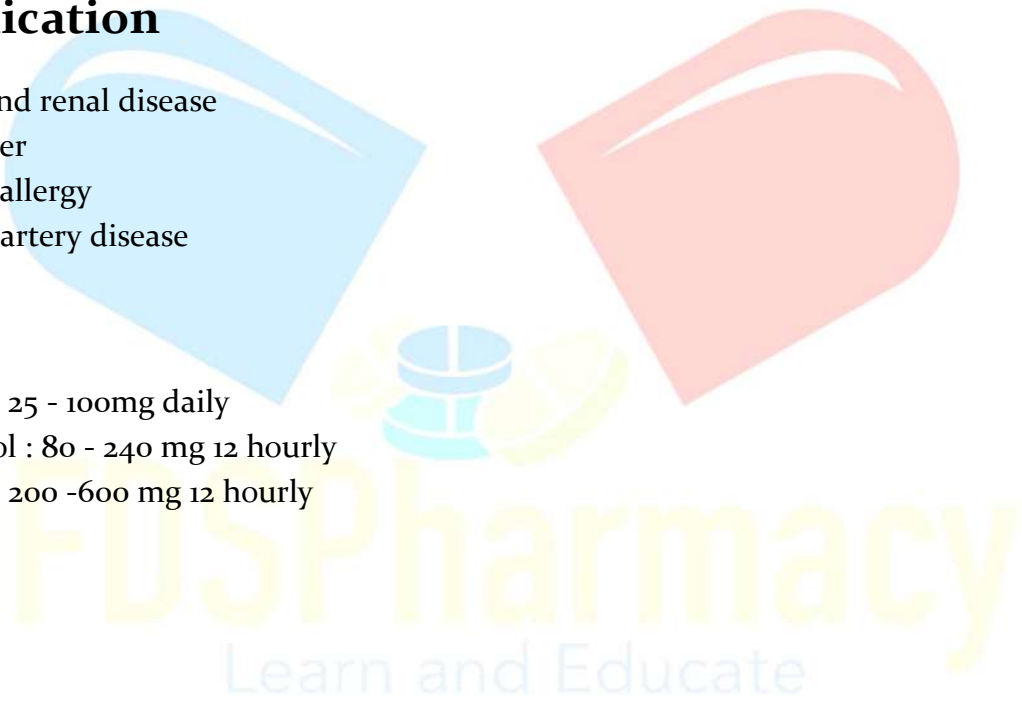 ication
nd renal disease
er
allergy
artery disease
25 - 100mg daily
ol : 80 - 240 mg 12 hourly
200 -600 mg 12 hourly
FDSPharmacy
Learn and Educate